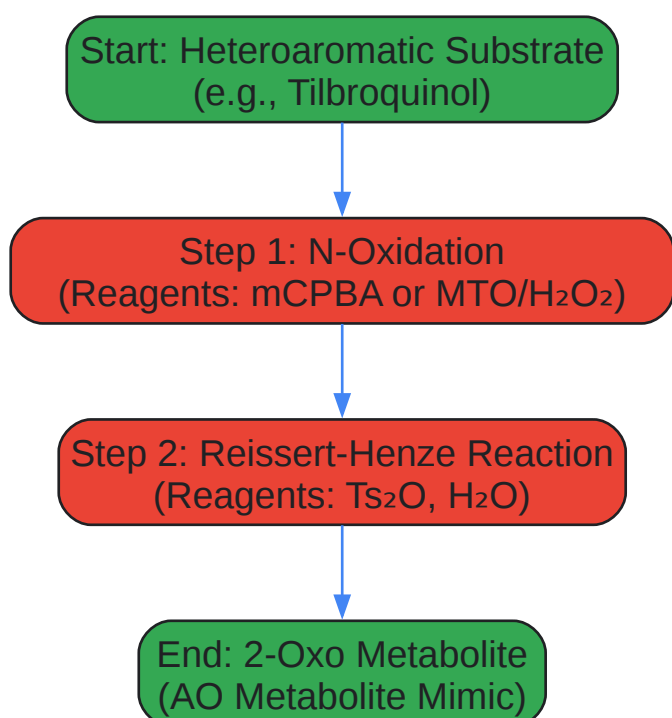 Start: Heteroaromatic Substrate
(e.g., Tilbroquinol)
Step 1: N-Oxidation
(Reagents: mCPBA or MTO/H₂O₂)
Step 2: Reissert-Henze Reaction
(Reagents: Ts₂O, H₂O)
End: 2-Oxo Metabolite
(AO Metabolite Mimic)